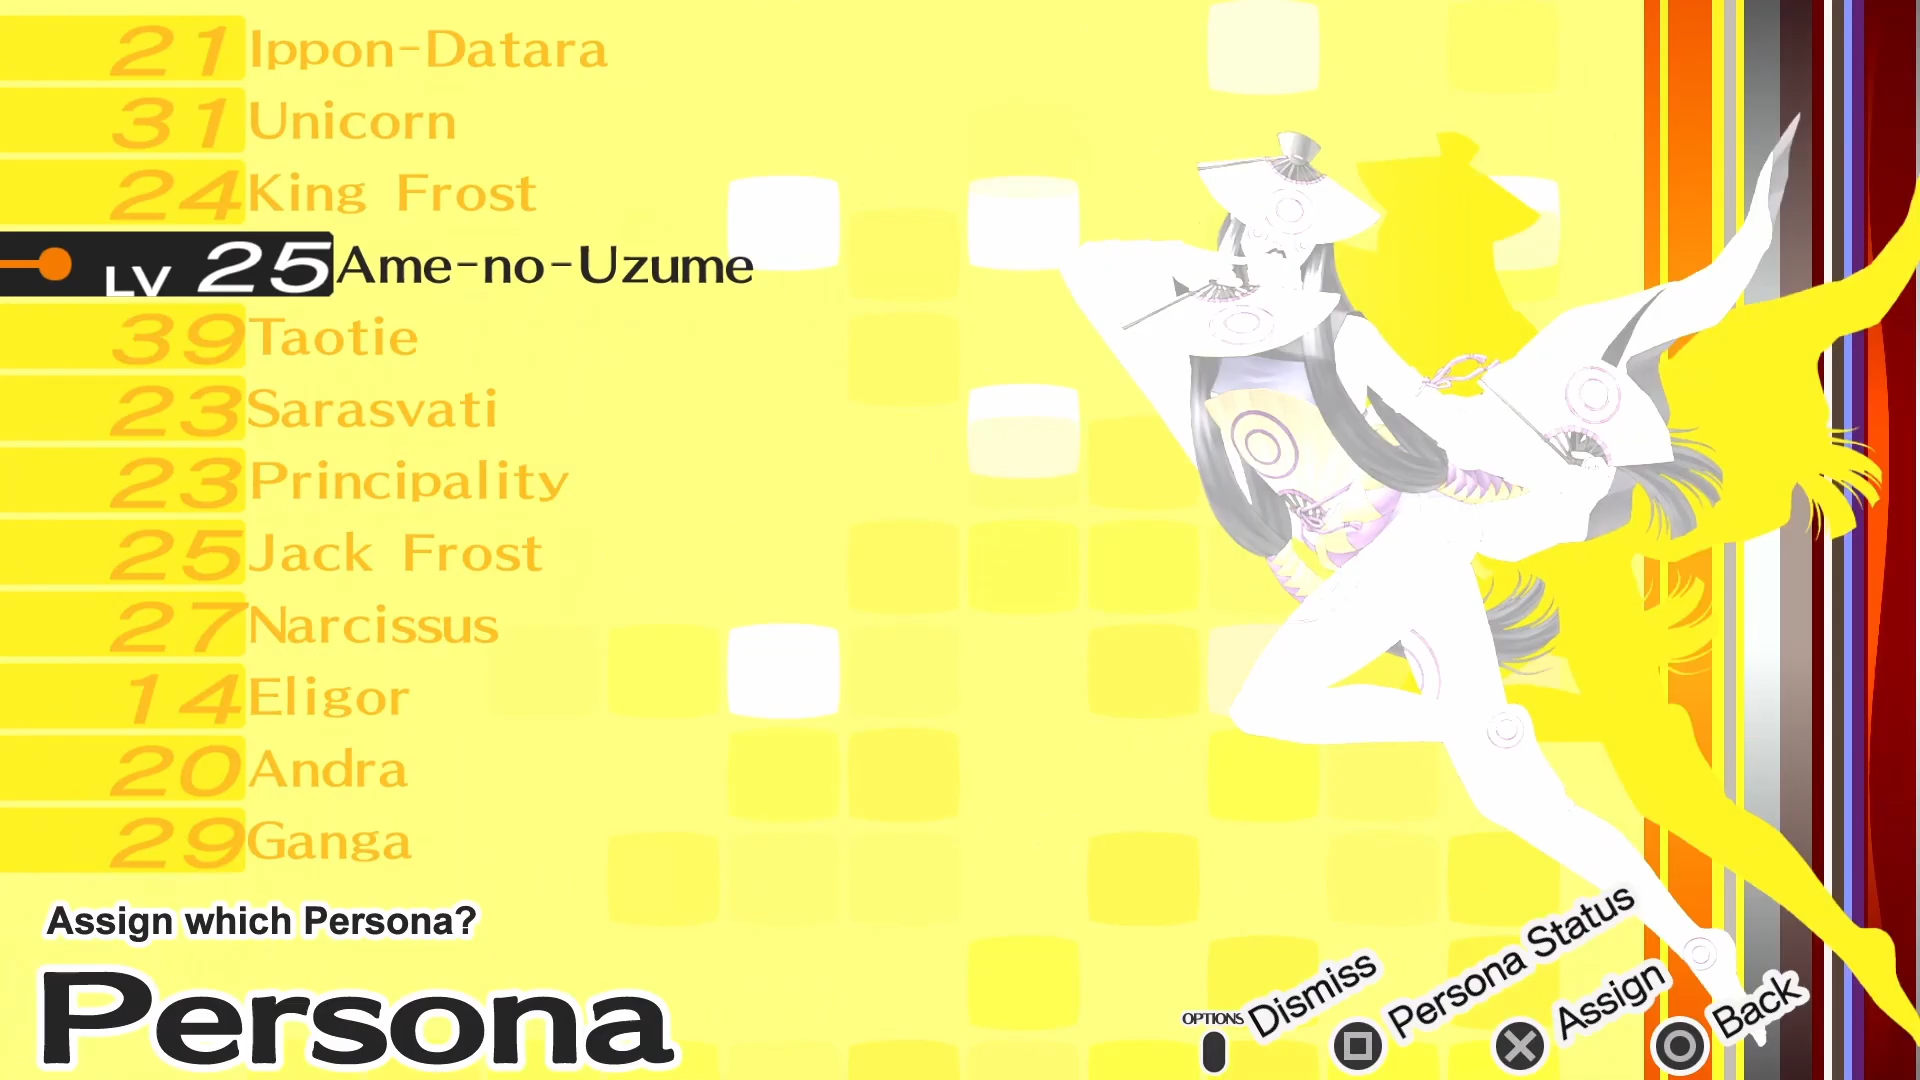 21 Ippon-Datara
31 Unicorn
24 King Frost
LV 25 Ame-no-Uzume
39 Taotie
23 Sarasvati
23 Principality
25 Jack Frost
27 Narcissus
14 Eligor
20 Andra
29 Ganga
Assign which Persona?
Persona
OPTIONS Dismiss
Persona Status
Assign
Back